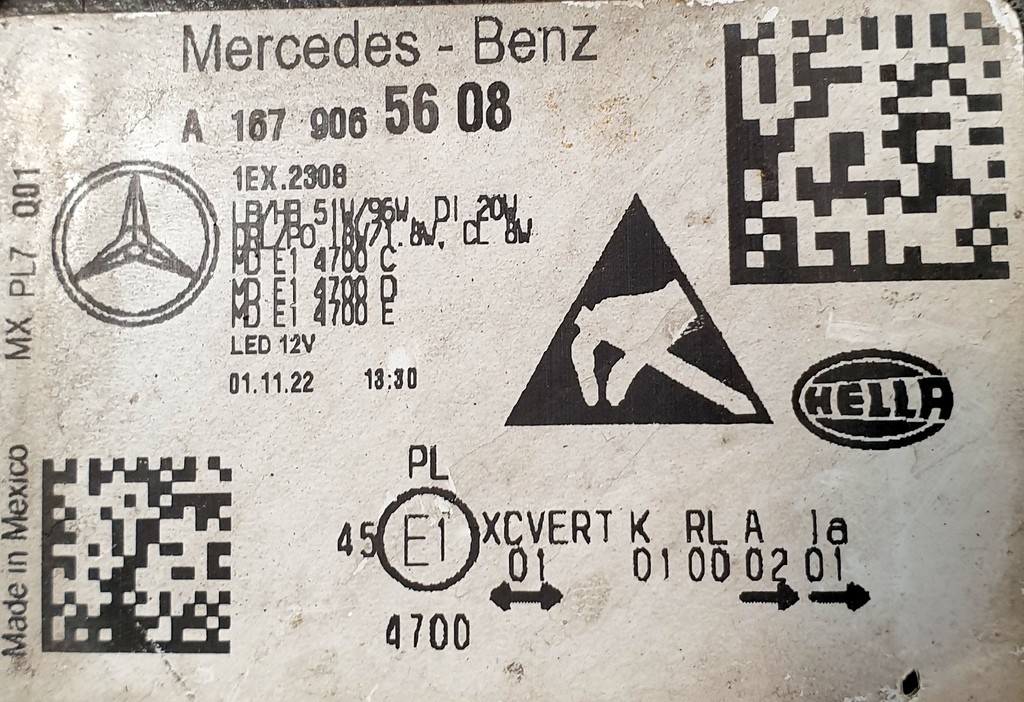 Mercedes - Benz
A 167 906 56 08
1EX.2308
LB/HB 51W/96W, DI 20W
DRL/PO 18W/1.8W, CL 8W
MD E1 4700 C
MD E1 4700 D
MD E1 4700 E
LED 12V
01.11.22 13:30
MX PL7 Q01
Made in Mexico
HELLA
PL
45 E1 XCVERT K RL A 1a
01 01 00 02 01
4700